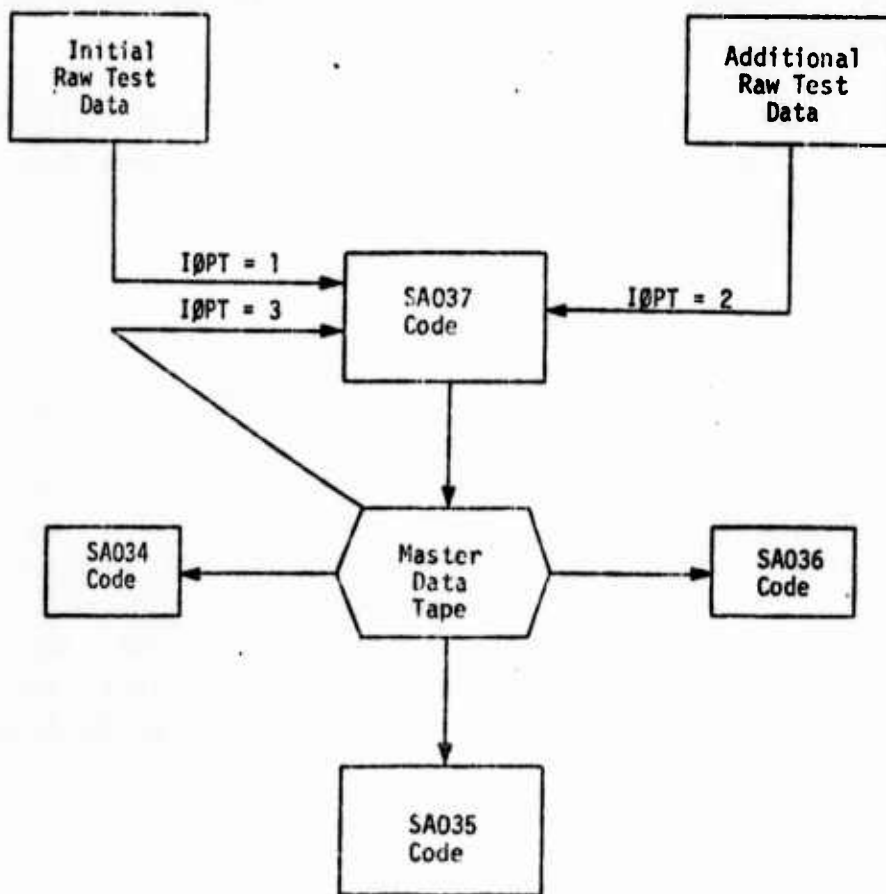 Initial
Raw Test
Data
Additional
Raw Test
Data
IØPT = 1
IØPT = 3
SA037
Code
IØPT = 2
SA034
Code
Master
Data
Tape
SA036
Code
SA035
Code